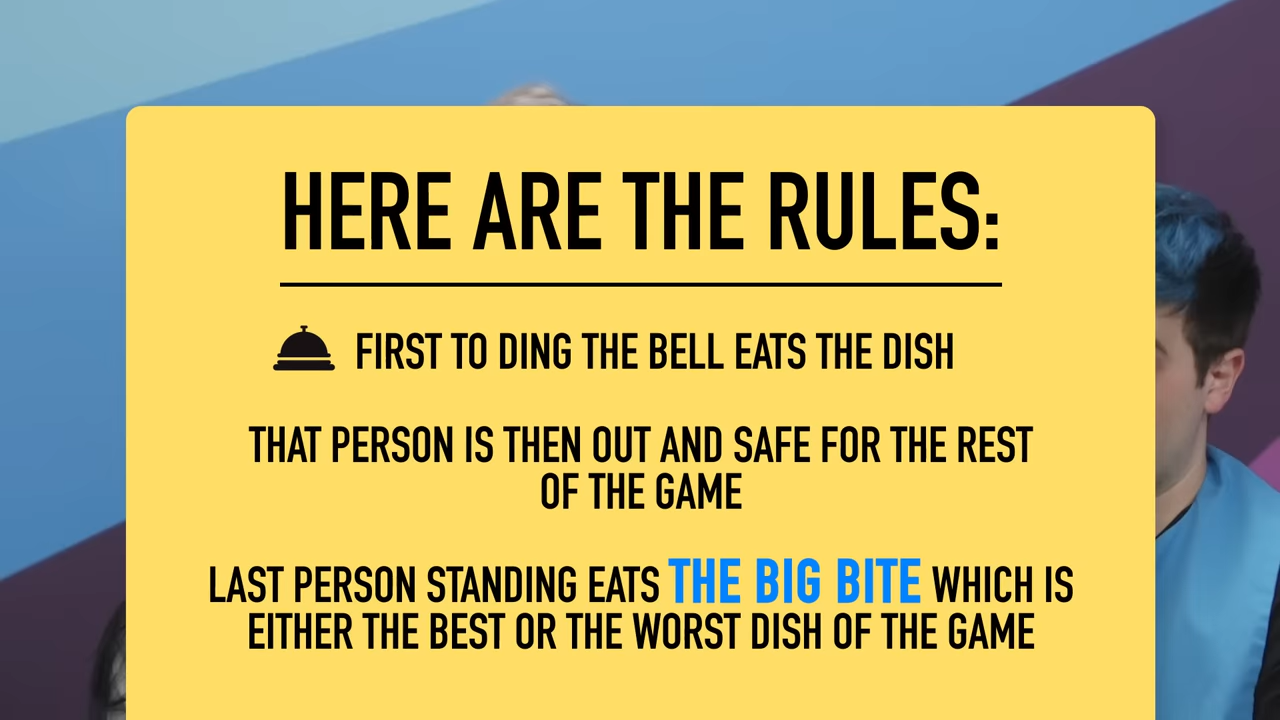 HERE ARE THE RULES:
FIRST TO DING THE BELL EATS THE DISH
THAT PERSON IS THEN OUT AND SAFE FOR THE REST
OF THE GAME
LAST PERSON STANDING EATS THE BIG BITE WHICH IS
EITHER THE BEST OR THE WORST DISH OF THE GAME